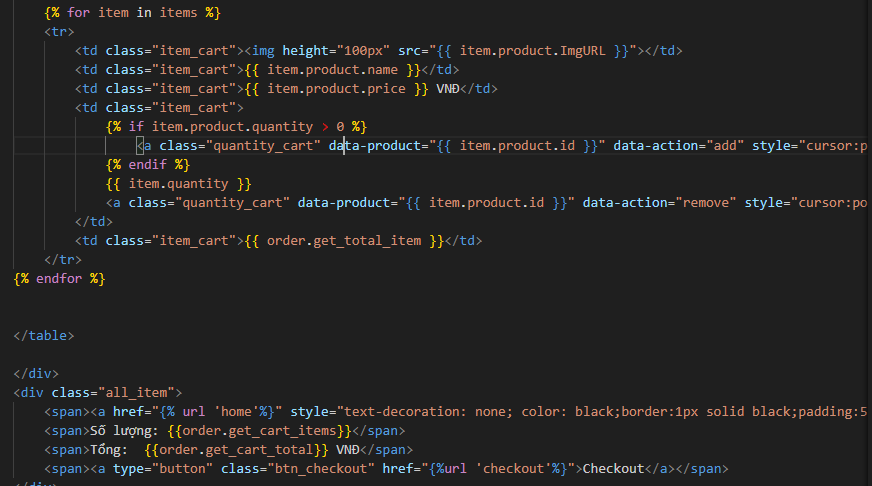 {% for item in items %}
<tr>
<td class="item_cart"><img height="100px" src="{{ item.product.ImgURL }}"></td>
<td class="item_cart">{{ item.product.name }}</td>
<td class="item_cart">{{ item.product.price }} VNĐ</td>
<td class="item_cart">
{% if item.product.quantity > 0 %}
<a class="quantity_cart" data-product="{{ item.product.id }}" data-action="add" style="cursor:p
{% endif %}
{{ item.quantity }}
<a class="quantity_cart" data-product="{{ item.product.id }}" data-action="remove" style="cursor:po
</td>
<td class="item_cart">{{ order.get_total_item }}</td>
</tr>
{% endfor %}
</table>
</div>
<div class="all_item">
<span><a href="{% url 'home'%}" style="text-decoration: none; color: black;border:1px solid black;padding:5
<span>Số lượng: {{order.get_cart_items}}</span>
<span>Tổng:  {{order.get_cart_total}} VNĐ</span>
<span><a type="button" class="btn_checkout" href="{%url 'checkout'%}">Checkout</a></span>